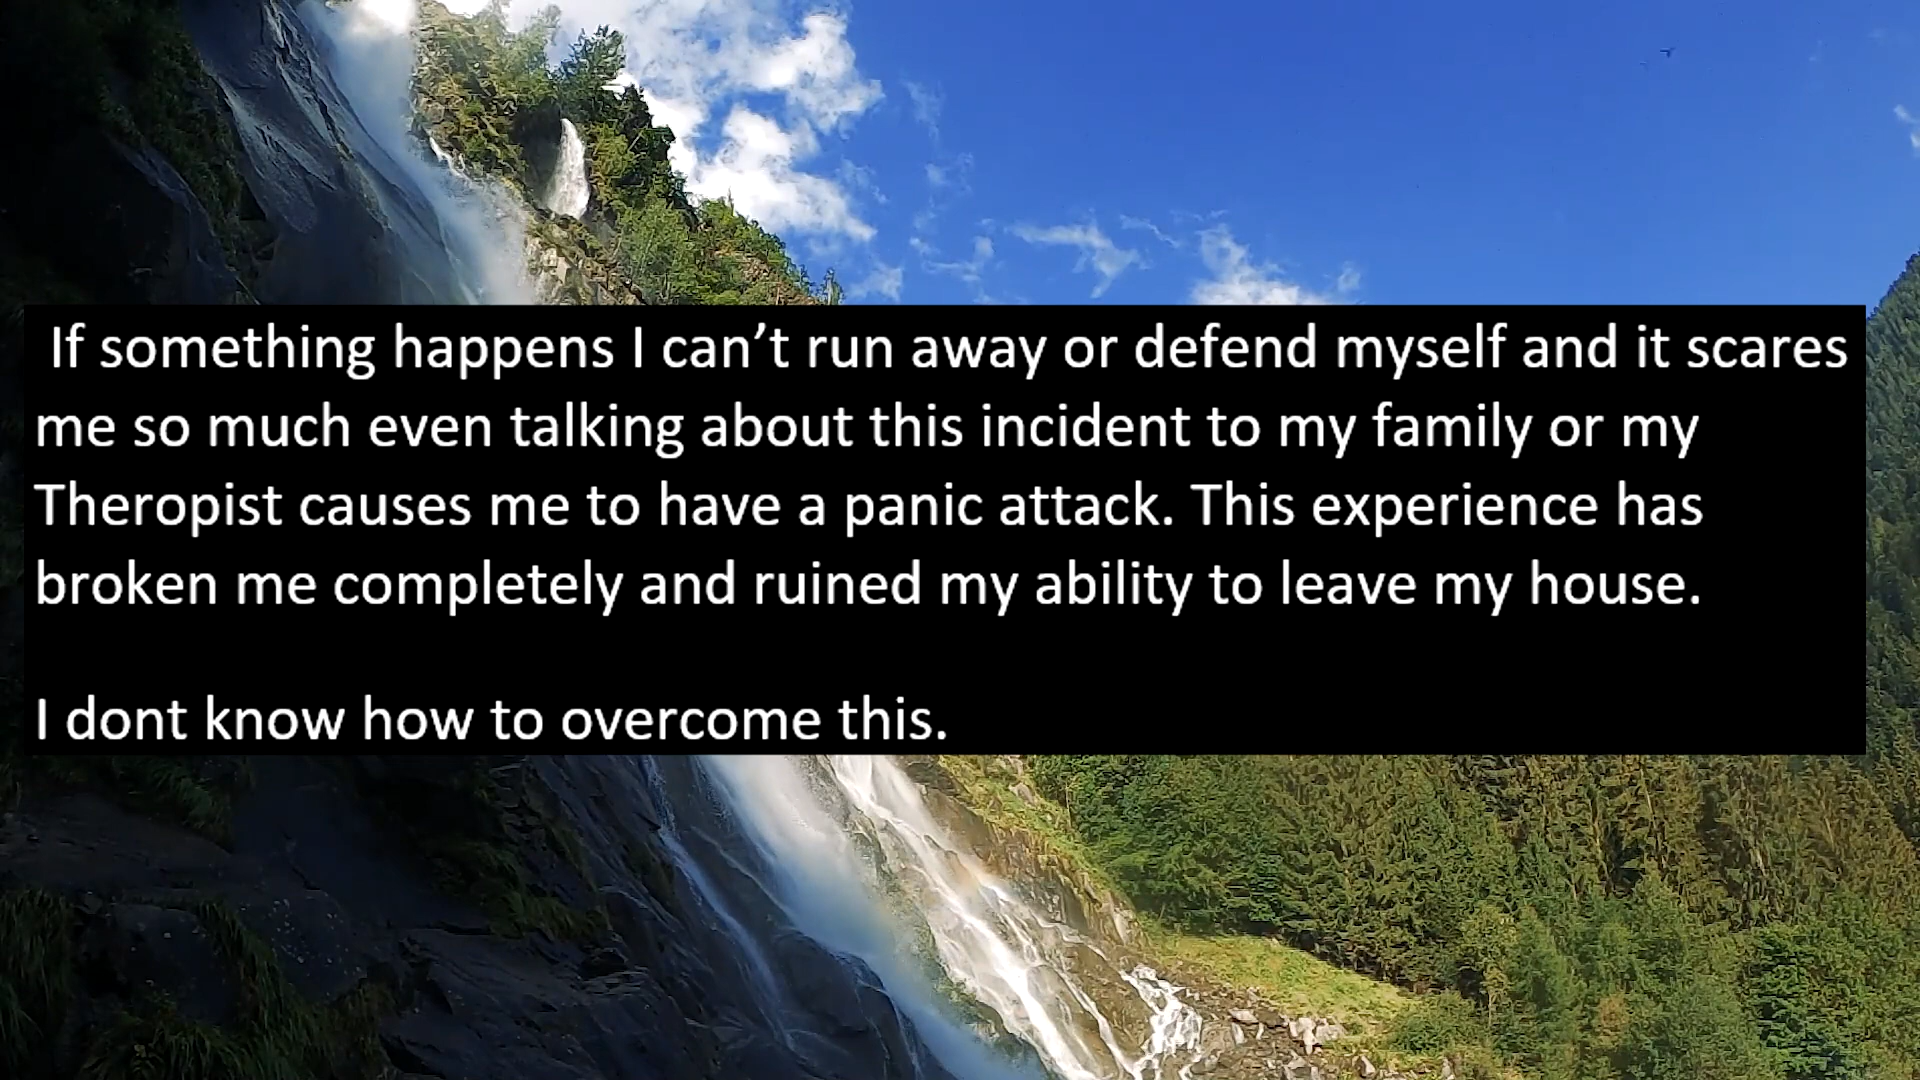 If something happens I can’t run away or defend myself and it scares
me so much even talking about this incident to my family or my
Theropist causes me to have a panic attack. This experience has
broken me completely and ruined my ability to leave my house.
I dont know how to overcome this.